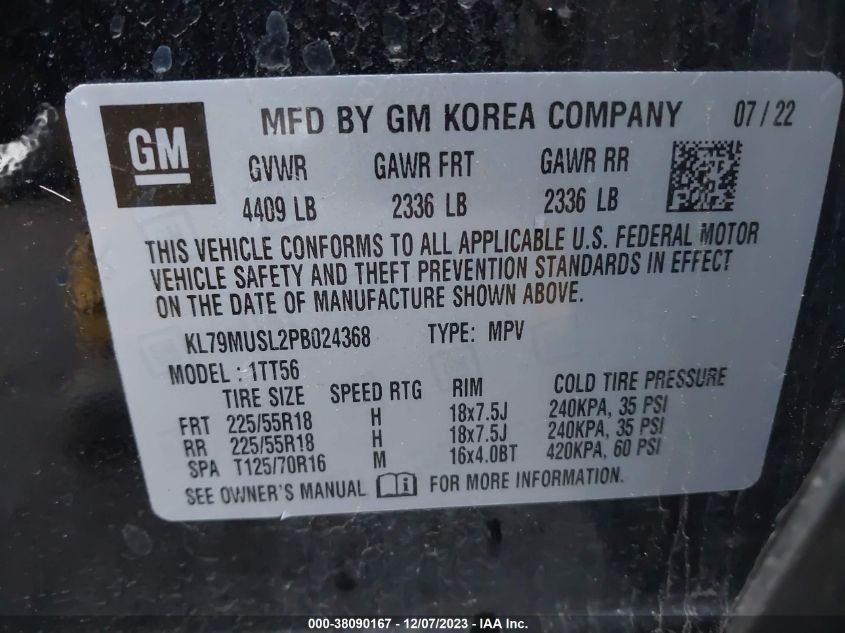 GM
MFD BY GM KOREA COMPANY 07 / 22
GVWR GAWR FRT GAWR RR
4409 LB 2336 LB 2336 LB
THIS VEHICLE CONFORMS TO ALL APPLICABLE U.S. FEDERAL MOTOR
VEHICLE SAFETY AND THEFT PREVENTION STANDARDS IN EFFECT
ON THE DATE OF MANUFACTURE SHOWN ABOVE.
KL79MUSL2PB024368 TYPE: MPV
MODEL : 1TT56
TIRE SIZE SPEED RTG RIM COLD TIRE PRESSURE
FRT 225/55R18 H 18x7.5J 240KPA, 35 PSI
RR 225/55R18 H 18x7.5J 240KPA, 35 PSI
SPA T125/70R16 M 16x4.0BT 420KPA, 60 PSI
SEE OWNER'S MANUAL FOR MORE INFORMATION.
000-38090167 - 12/07/2023 - IAA Inc.